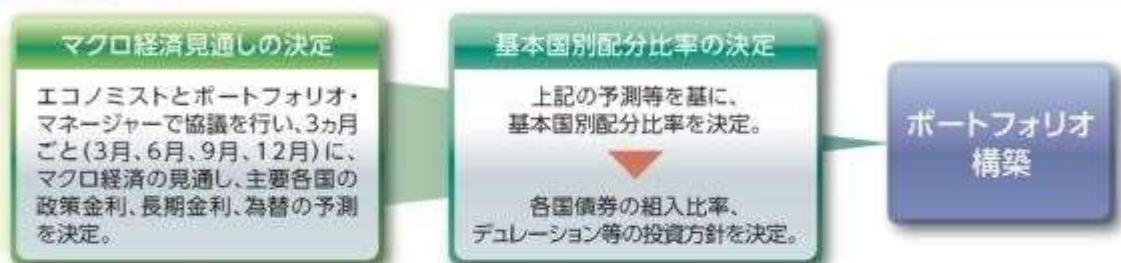 マクロ経済見通しの決定
エコノミストとポートフォリオ・
マネージャーで協議を行い、3ヵ月
ごと(3月、6月、9月、12月)に、
マクロ経済の見通し、主要各国の
政策金利、長期金利、為替の予測
を決定。
基本国別配分比率の決定
上記の予測等を基に、
基本国別配分比率を決定。
各国債券の組入比率、
デュレーション等の投資方針を決定。
ポートフォリオ
構築